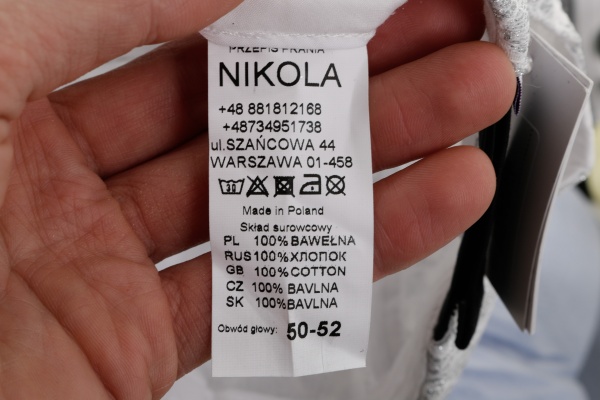 PRZEPIS PRANIA
NIKOLA
+48 881812168
+48734951738
ul.SZAŃCOWA 44
WARSZAWA 01-458
30
Made in Poland
Skład surowcowy
PL 100% BAWEŁNA
RUS 100% ХЛОПОК
GB 100% COTTON
CZ 100% BAVLNA
SK 100% BAVLNA
Obwód głowy: 50-52